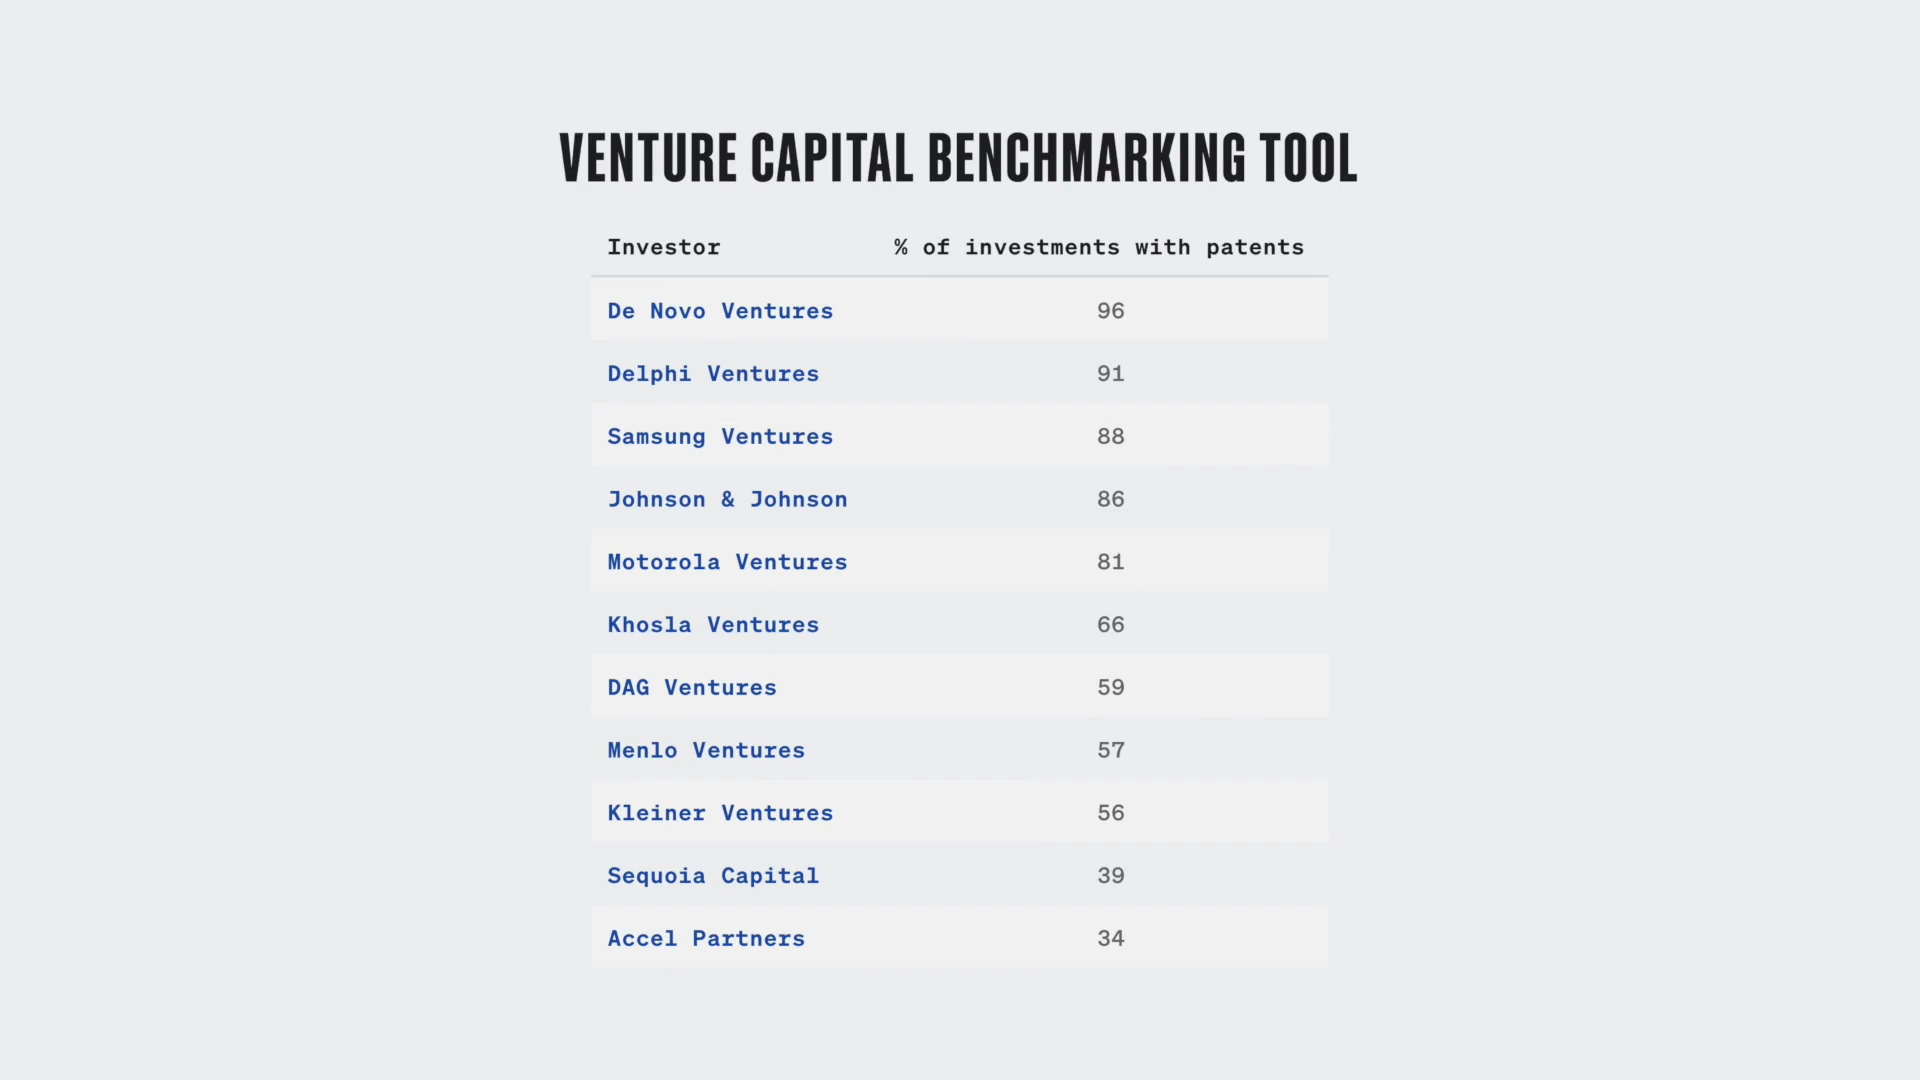 VENTURE CAPITAL BENCHMARKING TOOL
Investor % of investments with patents
De Novo Ventures 96
Delphi Ventures 91
Samsung Ventures 88
Johnson & Johnson 86
Motorola Ventures 81
Khosla Ventures 66
DAG Ventures 59
Menlo Ventures 57
Kleiner Ventures 56
Sequoia Capital 39
Accel Partners 34